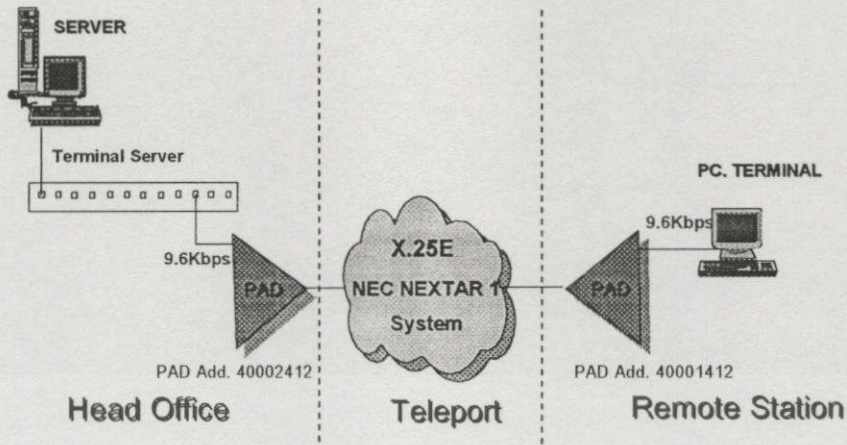 SERVER
Terminal Server
PC. TERMINAL
9.6Kbps
9.6Kbps
X.25E
NEC NEXTAR 1
System
PAD
PAD
PAD Add. 40002412
PAD Add. 40001412
Head Office
Teleport
Remote Station